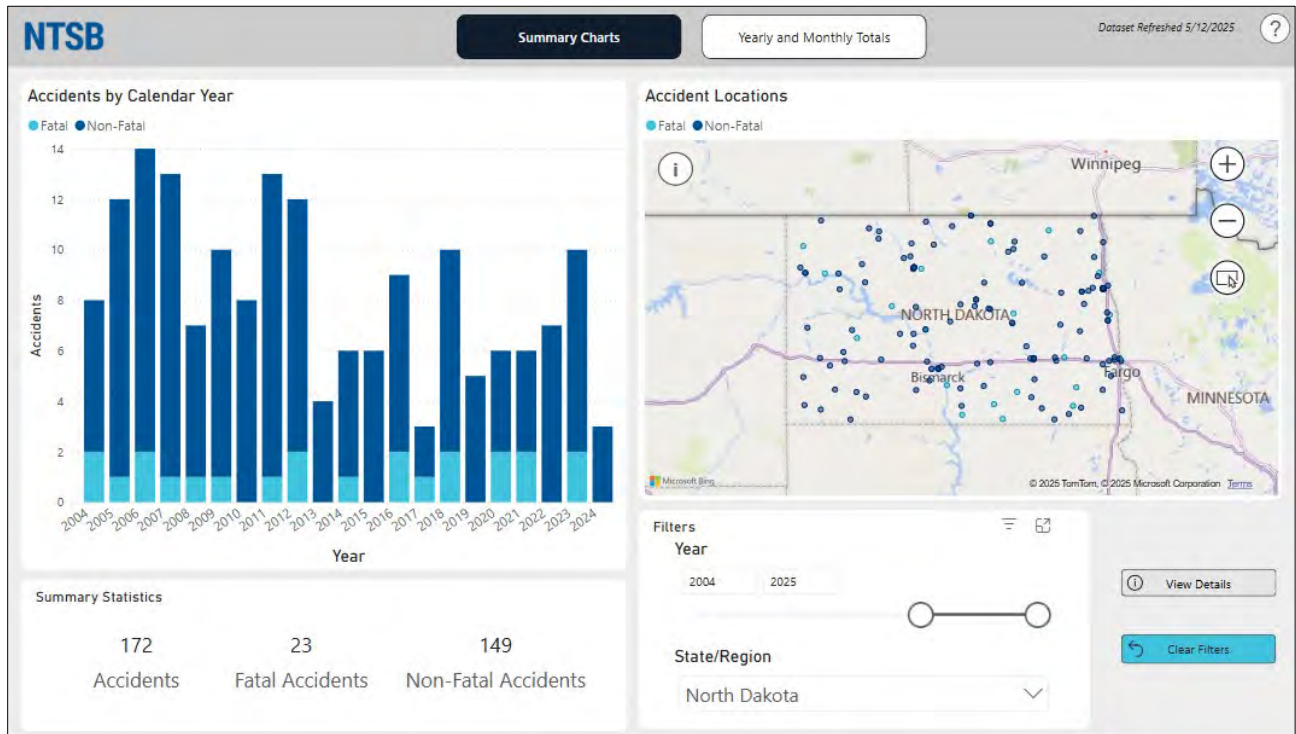 NTSB
Summary Charts
Yearly and Monthly Totals
Dataset Refreshed 5/12/2025
?
Accidents by Calendar Year
Fatal Non-Fatal
14
12
10
8
6
4
2
0
Accidents
2004 2005 2006 2007 2008 2009 2010 2011 2012 2013 2014 2015 2016 2017 2018 2019 2020 2021 2022 2023 2024
Year
Summary Statistics
172 23 149
Accidents Fatal Accidents Non-Fatal Accidents
Accident Locations
Fatal Non-Fatal
i
Winnipeg
NORTH DAKOTA
Bismarck
Fargo
MINNESOTA
Microsoft Bing
© 2025 TomTom, © 2025 Microsoft Corporation Terms
Filters
Year
2004 2025
State/Region
North Dakota
View Details
Clear Filters